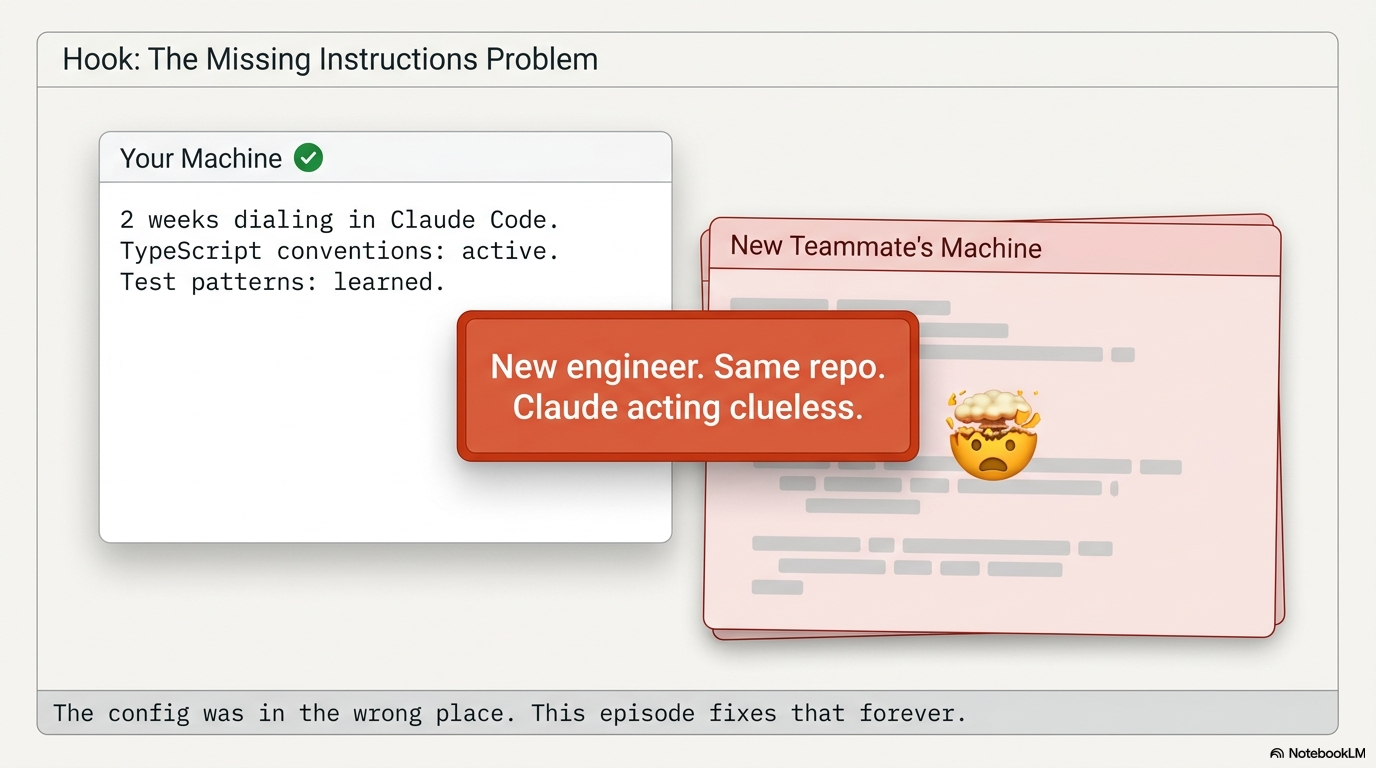 Hook: The Missing Instructions Problem
Your Machine
2 weeks dialing in Claude Code.
TypeScript conventions: active.
Test patterns: learned.
New Teammate's Machine
New engineer. Same repo.
Claude acting clueless.
The config was in the wrong place. This episode fixes that forever.
NotebookLM